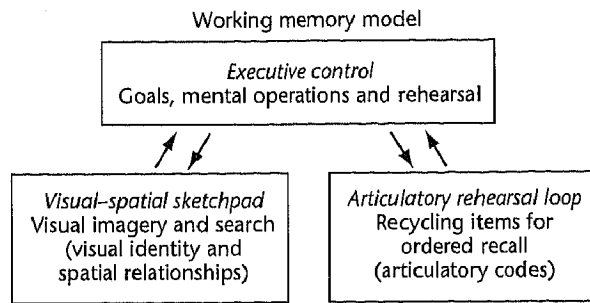 Working memory model
Executive control
Goals, mental operations and rehearsal
Visual–spatial sketchpad
Visual imagery and search
(visual identity and
spatial relationships)
Articulatory rehearsal loop
Recycling items for
ordered recall
(articulatory codes)